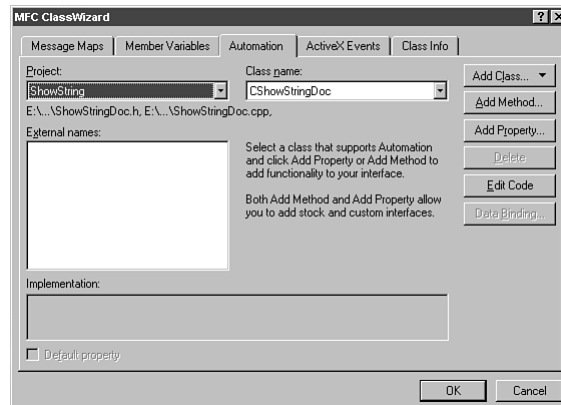 MFC ClassWizard
Message Maps Member Variables Automation ActiveX Events Class Info
Project: Class name: Add Class...
ShowString CShowStringDoc Add Method...
E:\...\ShowStringDoc.h, E:\...\ShowStringDoc.cpp,
External names: Add Property...
Select a class that supports Automation
and click Add Property or Add Method to
add functionality to your interface.
Delete
Edit Code
Both Add Method and Add Property allow
you to add stock and custom interfaces.
Data Binding...
Implementation:
Default property
OK Cancel